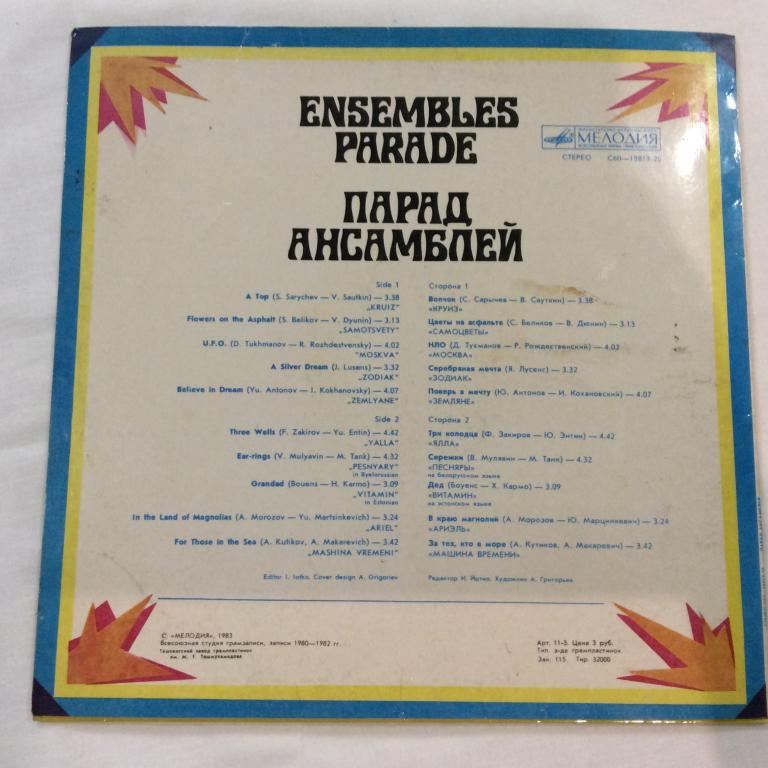 ENSEMBLES
PARADE
МЕЛОДИЯ
СТЕРЕО С60—19819-20
ПАРАД
АНСАМБЛЕЙ
Side 1
A Top (S. Sarychev — V. Sautkin) — 3.38
„KRUIZ"
Flowers on the Asphalt (S. Belikov — V. Dyunin) — 3.13
„SAMOTSVETY"
U.F.O. (D. Tukhmanov — R. Rozhdestvensky) — 4.02
„MOSKVA"
A Silver Dream (J. Lusens) — 3.32
„ZODIAK"
Believe in Dream (Yu. Antonov — I. Kokhanovsky) — 4.07
„ZEMLYANE"
Side 2
Three Wells (F. Zakirov — Yu. Entin) — 4.42
„YALLA"
Ear-rings (V. Mulyavin — M. Tank) — 4.32
„PESNYARY"
in Byelorussian
Grandad (Bouens — H. Karmo) — 3.09
„VITAMIN"
in Estonian
In the Land of Magnolias (A. Morozov — Yu. Martsinkevich) — 3.24
„ARIEL"
For Those in the Sea (A. Kutikov, A. Makarevich) — 3.42
„MASHINA VREMENI"
Editor I. Iotko. Cover design A. Grigoriev
Сторона 1
Волчок (С. Сарычев — В. Сауткин) — 3.38
«КРУИЗ»
Цветы на асфальте (С. Беликов — В. Дюнин) — 3.13
«САМОЦВЕТЫ»
НЛО (Д. Тухманов — Р. Рождественский) — 4.02
«МОСКВА»
Серебряная мечта (Я. Лусенс) — 3.32
«ЗОДИАК»
Поверь в мечту (Ю. Антонов — И. Кохановский) — 4.07
«ЗЕМЛЯНЕ»
Сторона 2
Три колодца (Ф. Закиров — Ю. Энтин) — 4.42
«ЯЛЛА»
Сережки (В. Мулявин — М. Танк) — 4.32
«ПЕСНЯРЫ»
на белорусском языке
Дед (Боуенс — Х. Кармо) — 3.09
«ВИТАМИН»
на эстонском языке
В краю магнолий (А. Морозов — Ю. Марцинкевич) — 3.24
«АРИЭЛЬ»
За тех, кто в море (А. Кутиков, А. Макаревич) — 3.42
«МАШИНА ВРЕМЕНИ»
Редактор И. Йотко. Художник А. Григорьев
© «МЕЛОДИЯ», 1983
Всесоюзная студия грамзаписи, записи 1980—1982 гг.
Ташкентский завод грампластинок
им. М. Т. Ташмухамедова
Арт. 11-3. Цена 3 руб.
Тип. з-да грампластинок
Зак. 115 Тир. 32000